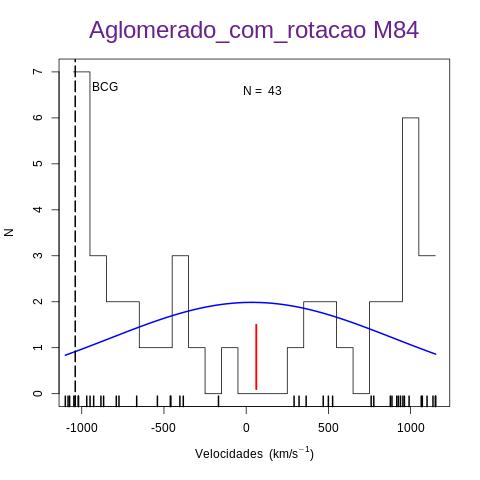 Aglomerado_com_rotacao M84
BCG
N = 43
7
6
5
4
3
2
1
0
N
-1000 -500 0 500 1000
Velocidades (km/s⁻¹)